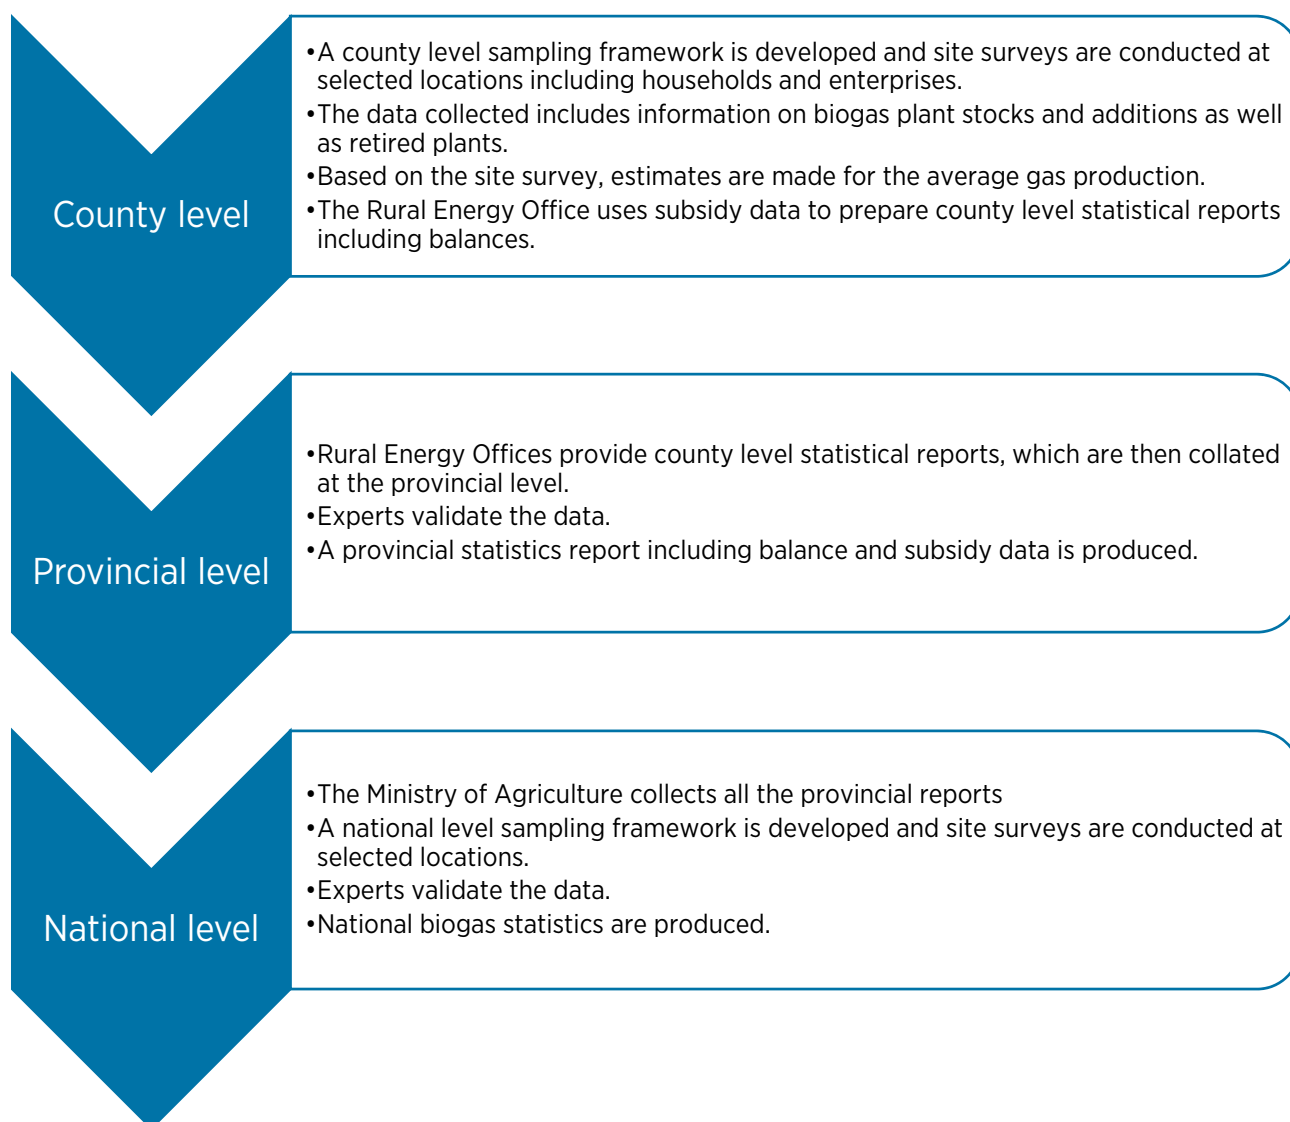 County level
•A county level sampling framework is developed and site surveys are conducted at
selected locations including households and enterprises.
•The data collected includes information on biogas plant stocks and additions as well
as retired plants.
•Based on the site survey, estimates are made for the average gas production.
•The Rural Energy Office uses subsidy data to prepare county level statistical reports
including balances.
Provincial level
•Rural Energy Offices provide county level statistical reports, which are then collated
at the provincial level.
•Experts validate the data.
•A provincial statistics report including balance and subsidy data is produced.
National level
•The Ministry of Agriculture collects all the provincial reports
•A national level sampling framework is developed and site surveys are conducted at
selected locations.
•Experts validate the data.
•National biogas statistics are produced.